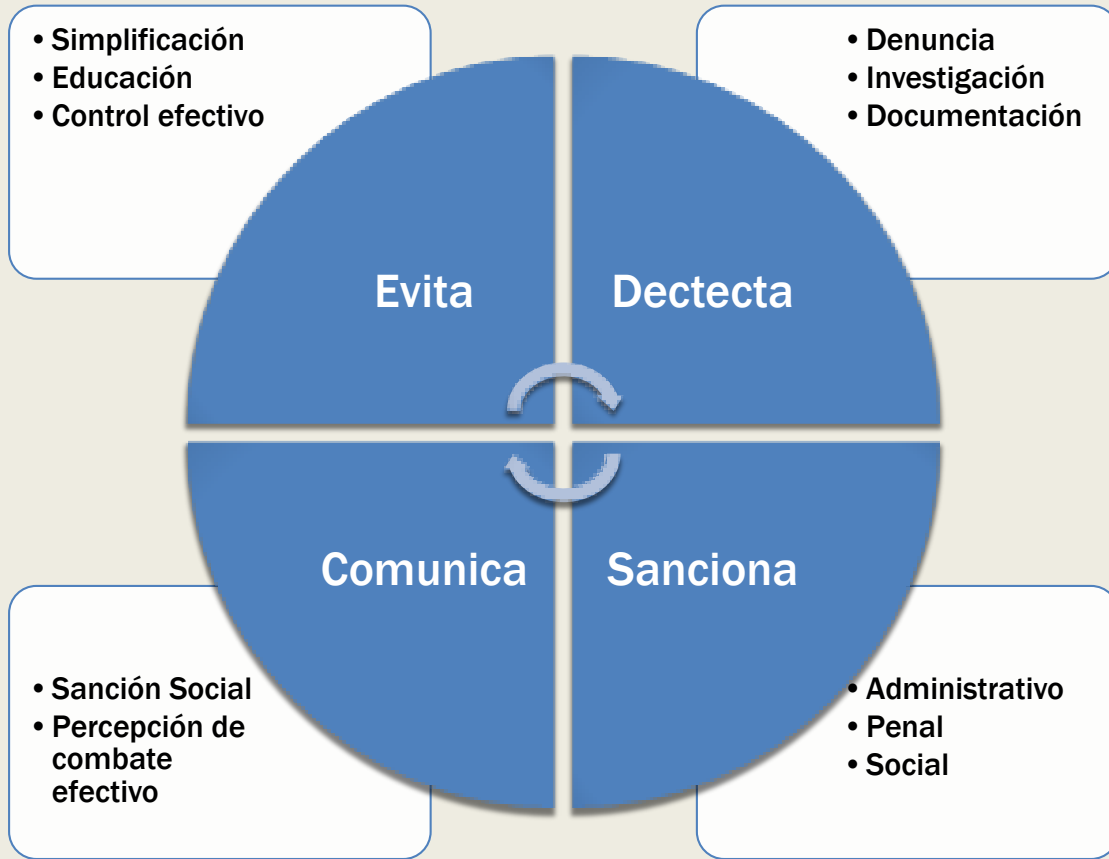 • Simplificación
• Educación
• Control efectivo
• Denuncia
• Investigación
• Documentación
Evita
Dectecta
Comunica
Sanciona
• Sanción Social
• Percepción de
combate
efectivo
• Administrativo
• Penal
• Social